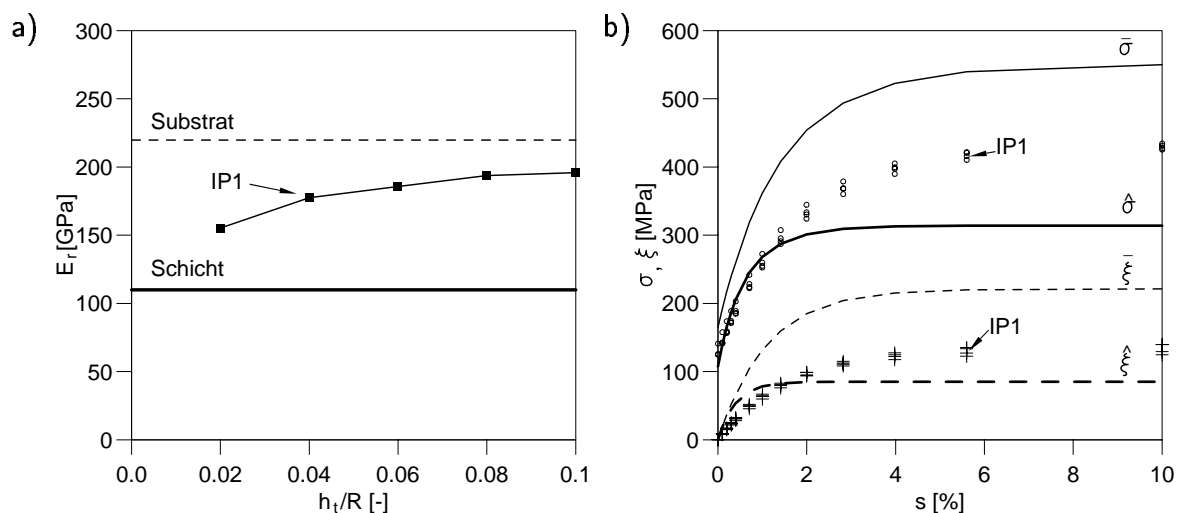 a)
300
250
200
150
100
50
0
E_r [GPa]
Substrat
IP1
Schicht
0.0
0.02
0.04
0.06
0.08
0.1
h_t/R [-]
b)
600
500
400
300
200
100
0
σ, ξ [MPa]
σ̄
IP1
σ̂
ξ̄
IP1
ξ̂
0
2
4
6
8
10
s [%]